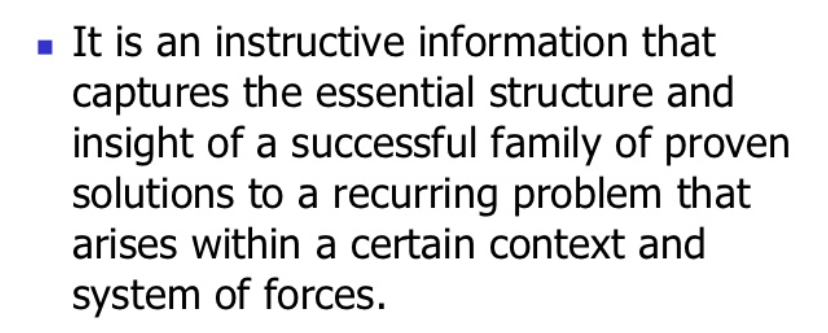 It is an instructive information that
captures the essential structure and
insight of a successful family of proven
solutions to a recurring problem that
arises within a certain context and
system of forces.